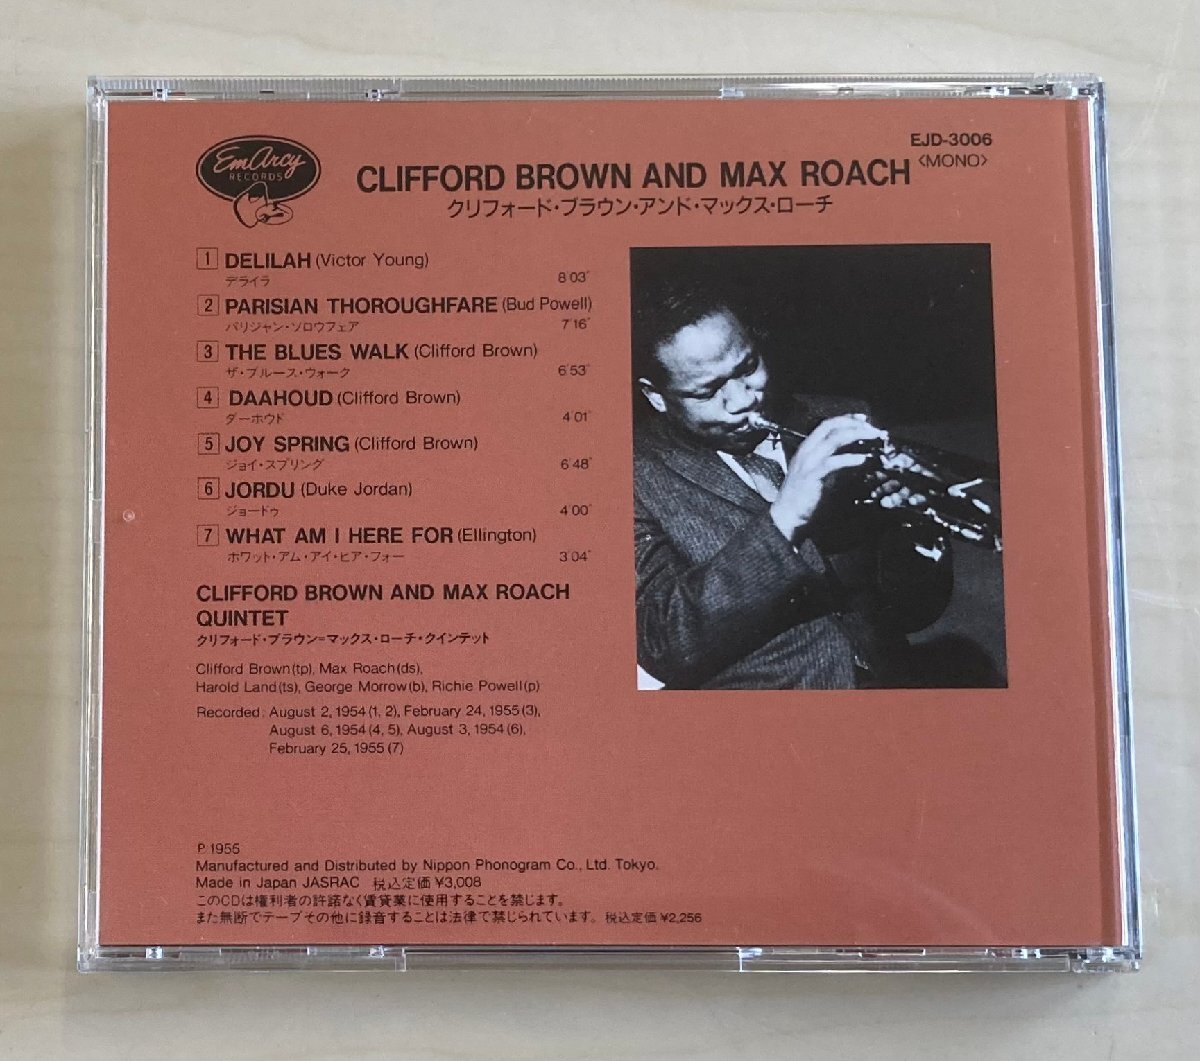 EmArcy
RECORDS
EJD-3006
〈MONO〉
CLIFFORD BROWN AND MAX ROACH
クリフォード・ブラウン・アンド・マックス・ローチ
1 DELILAH (Victor Young)
デライラ 8′03″
2 PARISIAN THOROUGHFARE (Bud Powell)
パリジャン・ソロウフェア 7′16″
3 THE BLUES WALK (Clifford Brown)
ザ・ブルース・ウォーク 6′53″
4 DAAHOUD (Clifford Brown)
ダーホウド 4′01″
5 JOY SPRING (Clifford Brown)
ジョイ・スプリング 6′48″
6 JORDU (Duke Jordan)
ジョードゥ 4′00″
7 WHAT AM I HERE FOR (Ellington)
ホワット・アム・アイ・ヒア・フォー 3′04″
CLIFFORD BROWN AND MAX ROACH
QUINTET
クリフォード・ブラウン=マックス・ローチ・クインテット
Clifford Brown(tp), Max Roach(ds),
Harold Land(ts), George Morrow(b), Richie Powell(p)
Recorded: August 2, 1954(1, 2), February 24, 1955(3),
August 6, 1954(4, 5), August 3, 1954(6),
February 25, 1955(7)
P. 1955
Manufactured and Distributed by Nippon Phonogram Co., Ltd. Tokyo.
Made in Japan JASRAC 税込定価¥3,008
このCDは権利者の許諾なく賃貸業に使用することを禁じます。
また無断でテープその他に録音することは法律で禁じられています。 税込定価¥2,256